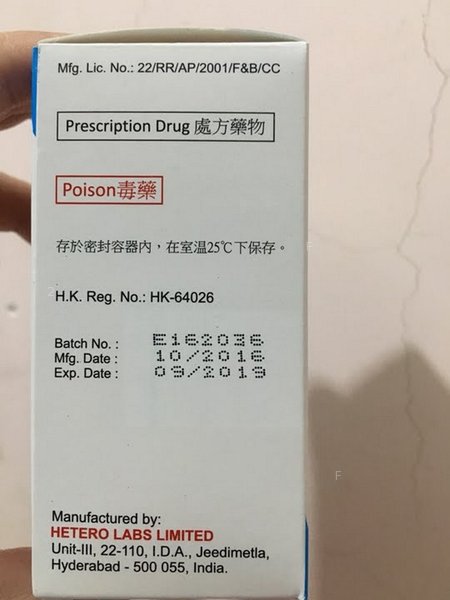 Mfg. Lic. No.: 22/RR/AP/2001/F&B/CC
Prescription Drug 處方藥物
Poison毒藥
存於密封容器內，在室温25℃下保存。
H.K. Reg. No.: HK-64026
Batch No. : E162036
Mfg. Date : 10/2016
Exp. Date : 09/2019
Manufactured by:
HETERO LABS LIMITED
Unit-III, 22-110, I.D.A., Jeedimetla,
Hyderabad - 500 055, India.